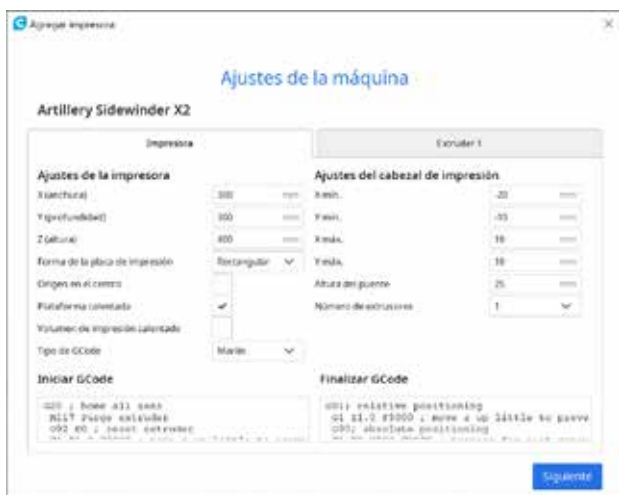 Agregar impresora
Ajustes de la máquina
Artillery Sidewinder X2
Impresora
Extruder 1
Ajustes de la impresora
X (anchura) 300 mm
Y (profundidad) 300 mm
Z (altura) 400 mm
Forma de la placa de impresión Rectangular
Origen en el centro
Plataforma calentada
Volumen de impresión calentado
Tipo de GCode Marlin
Ajustes del cabezal de impresión
X mín. -20 mm
Y mín. mm
X máx. 10 mm
Y máx. 10 mm
Altura del puente 25 mm
Número de extrusores 1
Iniciar GCode
G28 ; home all axes
M117 Purge extruder
G92 E0 ; reset extruder
Finalizar GCode
G91; relative positioning
G1 Z1.0 F3000 ; move z up little to preve
G90; absolute positioning
Siguiente